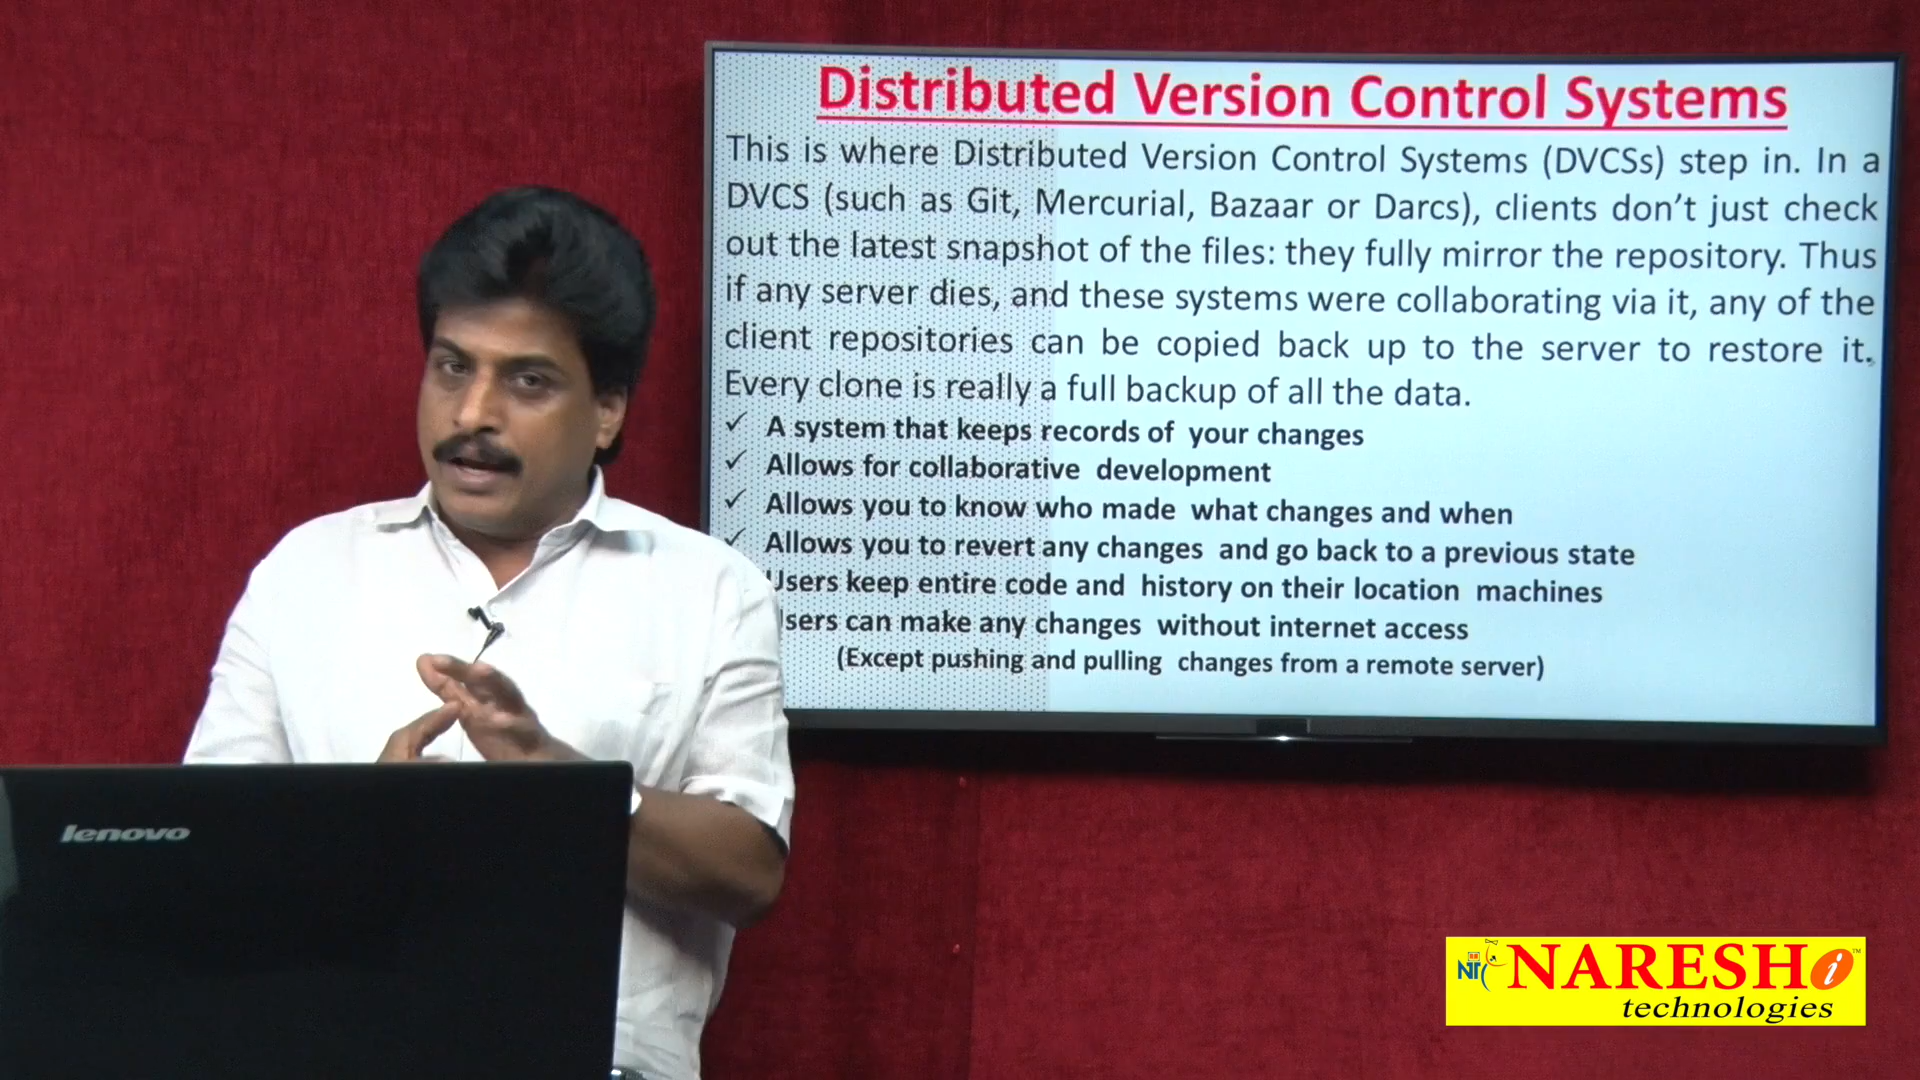 Distributed Version Control Systems
This is where Distributed Version Control Systems (DVCSs) step in. In a
DVCS (such as Git, Mercurial, Bazaar or Darcs), clients don't just check
out the latest snapshot of the files: they fully mirror the repository. Thus
if any server dies, and these systems were collaborating via it, any of the
client repositories can be copied back up to the server to restore it.
Every clone is really a full backup of all the data.
✓ A system that keeps records of your changes
✓ Allows for collaborative development
✓ Allows you to know who made what changes and when
✓ Allows you to revert any changes and go back to a previous state
Users keep entire code and history on their location machines
sers can make any changes without internet access
(Except pushing and pulling changes from a remote server)
lenovo
NT NARESH i ™
technologies